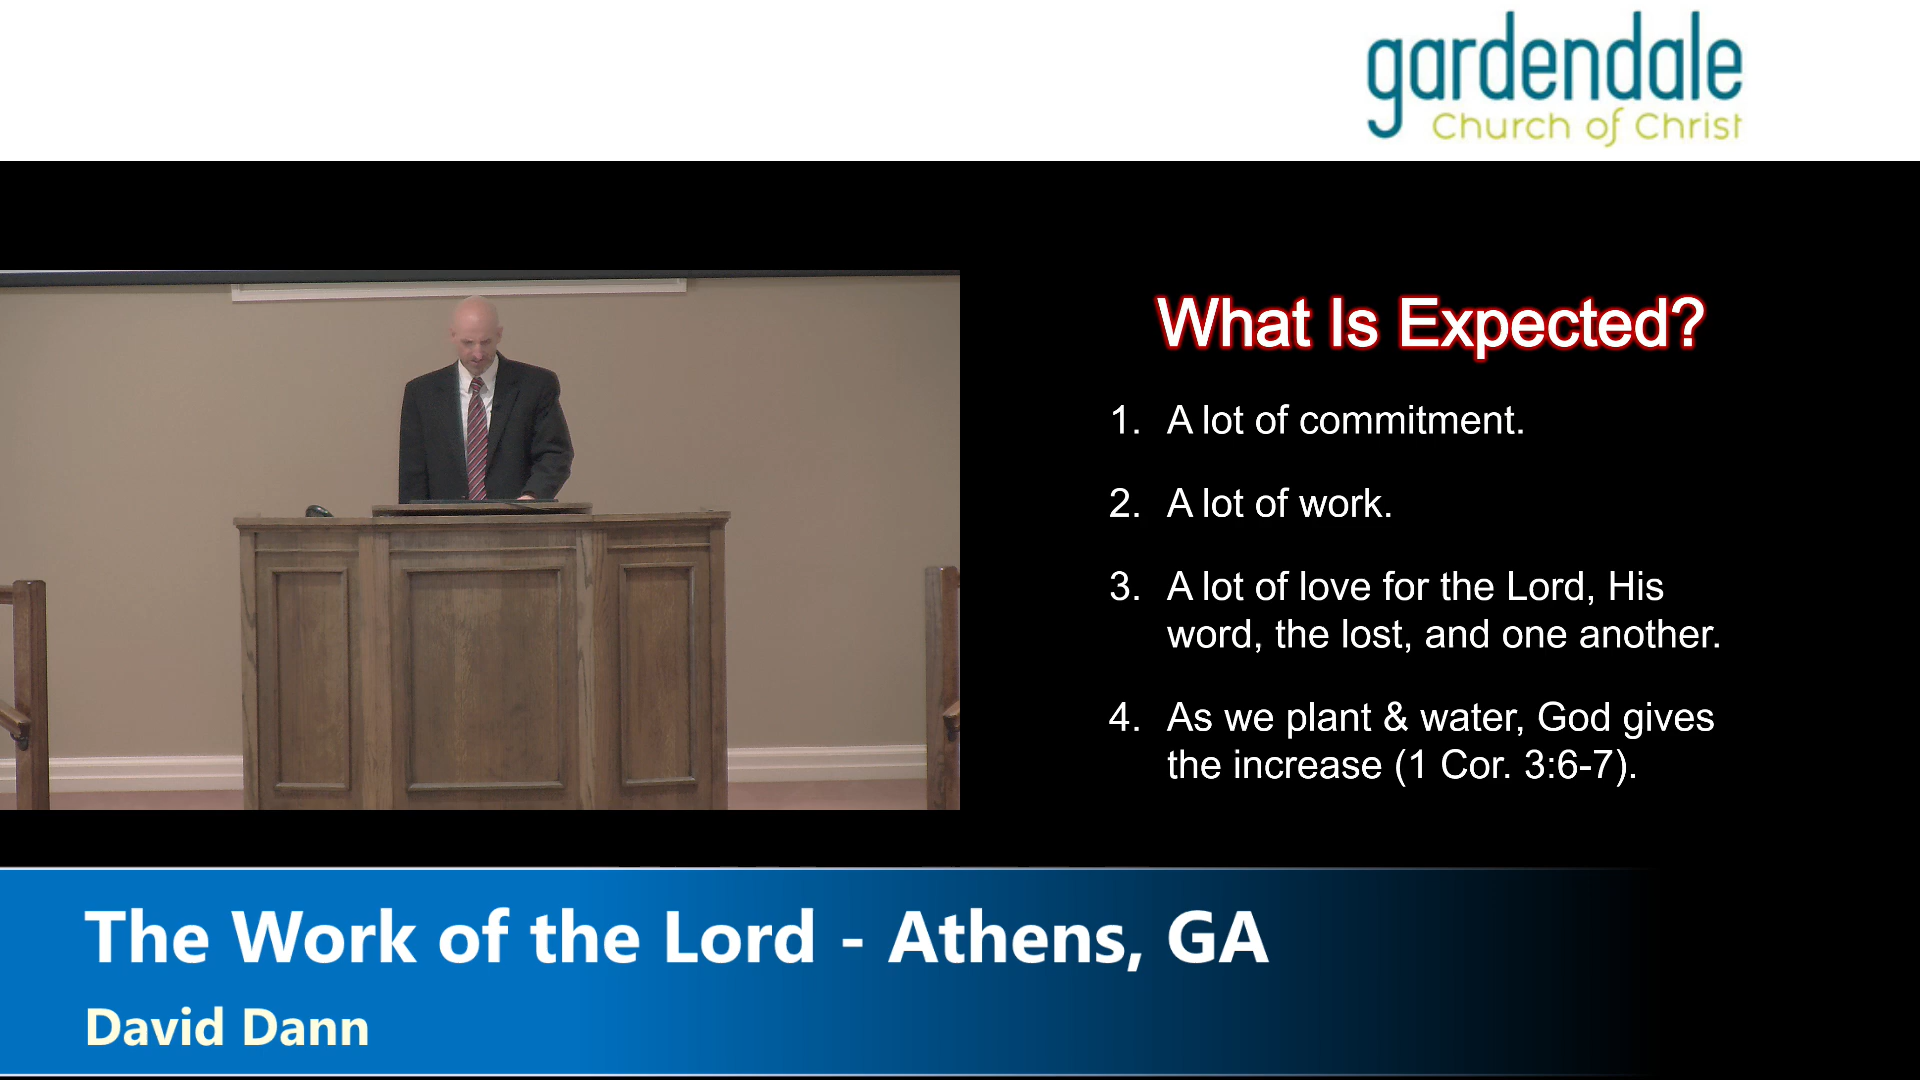 gardendale
Church of Christ
What Is Expected?
1. A lot of commitment.
2. A lot of work.
3. A lot of love for the Lord, His
word, the lost, and one another.
4. As we plant & water, God gives
the increase (1 Cor. 3:6-7).
The Work of the Lord - Athens, GA
David Dann